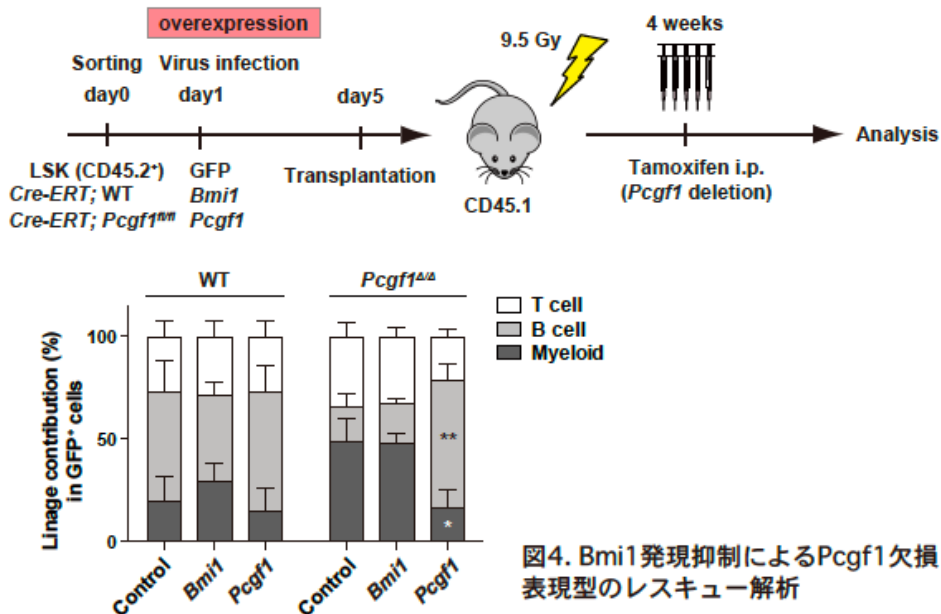 overexpression
Sorting Virus infection
day0 day1 day5
LSK (CD45.2⁺) GFP
Cre-ERT; WT Bmi1
Cre-ERT; Pcgf1ᶠˡ/ᶠˡ Pcgf1
Transplantation
9.5 Gy
CD45.1
4 weeks
Tamoxifen i.p.
(Pcgf1 deletion)
Analysis
WT Pcgf1Δ/Δ
T cell
B cell
Myeloid
Linage contribution (%)
in GFP⁺ cells
100
50
0
**
*
Control Bmi1 Pcgf1 Control Bmi1 Pcgf1
図4. Bmi1発現抑制によるPcgf1欠損
表現型のレスキュー解析